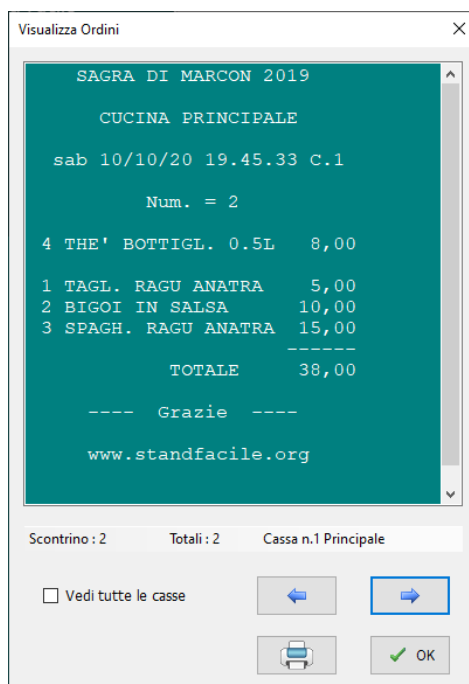 Visualizza Ordini
SAGRA DI MARCON 2019
CUCINA PRINCIPALE
sab 10/10/20 19.45.33 C.1
Num. = 2
4 THE' BOTTIGL. 0.5L 8,00
1 TAGL. RAGU ANATRA 5,00
2 BIGOI IN SALSA 10,00
3 SPAGH. RAGU ANATRA 15,00
------
TOTALE 38,00
---- Grazie ----
www.standfacile.org
Scontrino : 2 Totali : 2 Cassa n.1 Principale
Vedi tutte le casse
OK